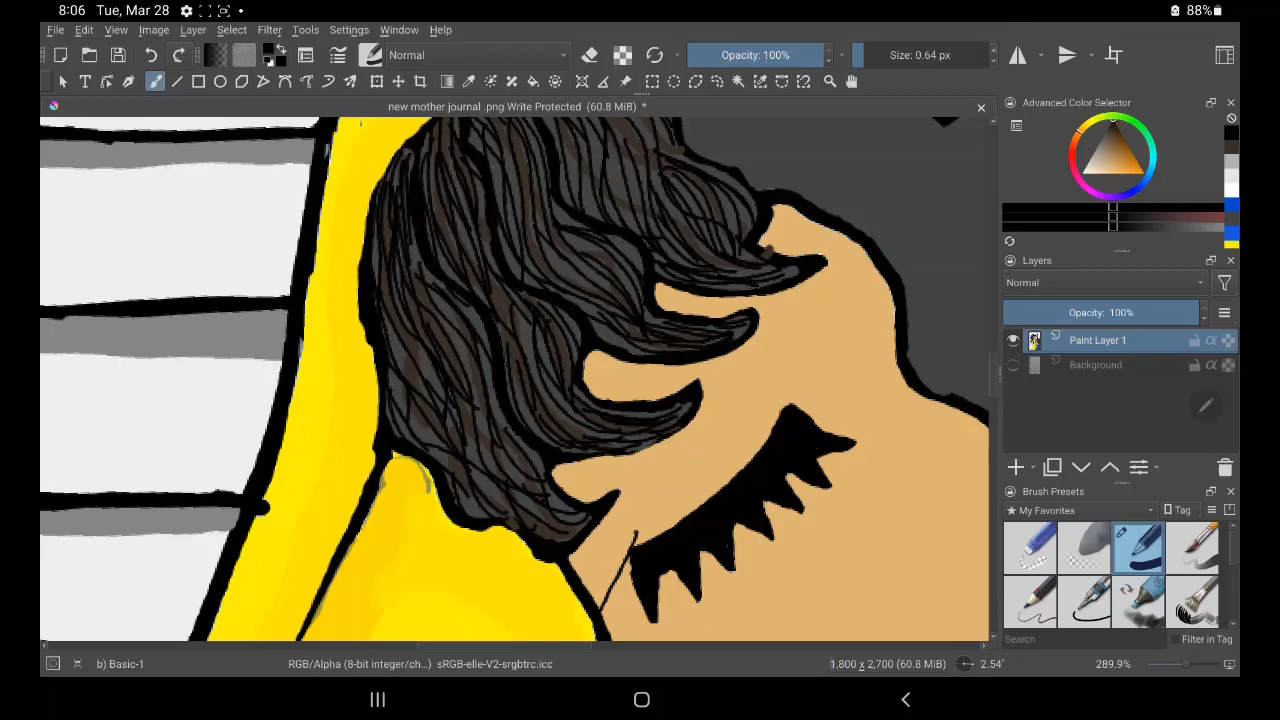 8:06 Tue, Mar 28 88%
File Edit View Image Layer Select Filter Tools Settings Window Help
Normal Opacity: 100% Size: 0.64 px
new mother journal .png Write Protected (60.8 MiB) *
Advanced Color Selector
Layers
Normal
Opacity: 100%
Paint Layer 1
Background
Brush Presets
My Favorites Tag
Search Filter in Tag
b) Basic-1 RGB/Alpha (8-bit integer/ch...) sRGB-elle-V2-srgbtrc.icc 1,800 x 2,700 (60.8 MiB) 2.54° 289.9%